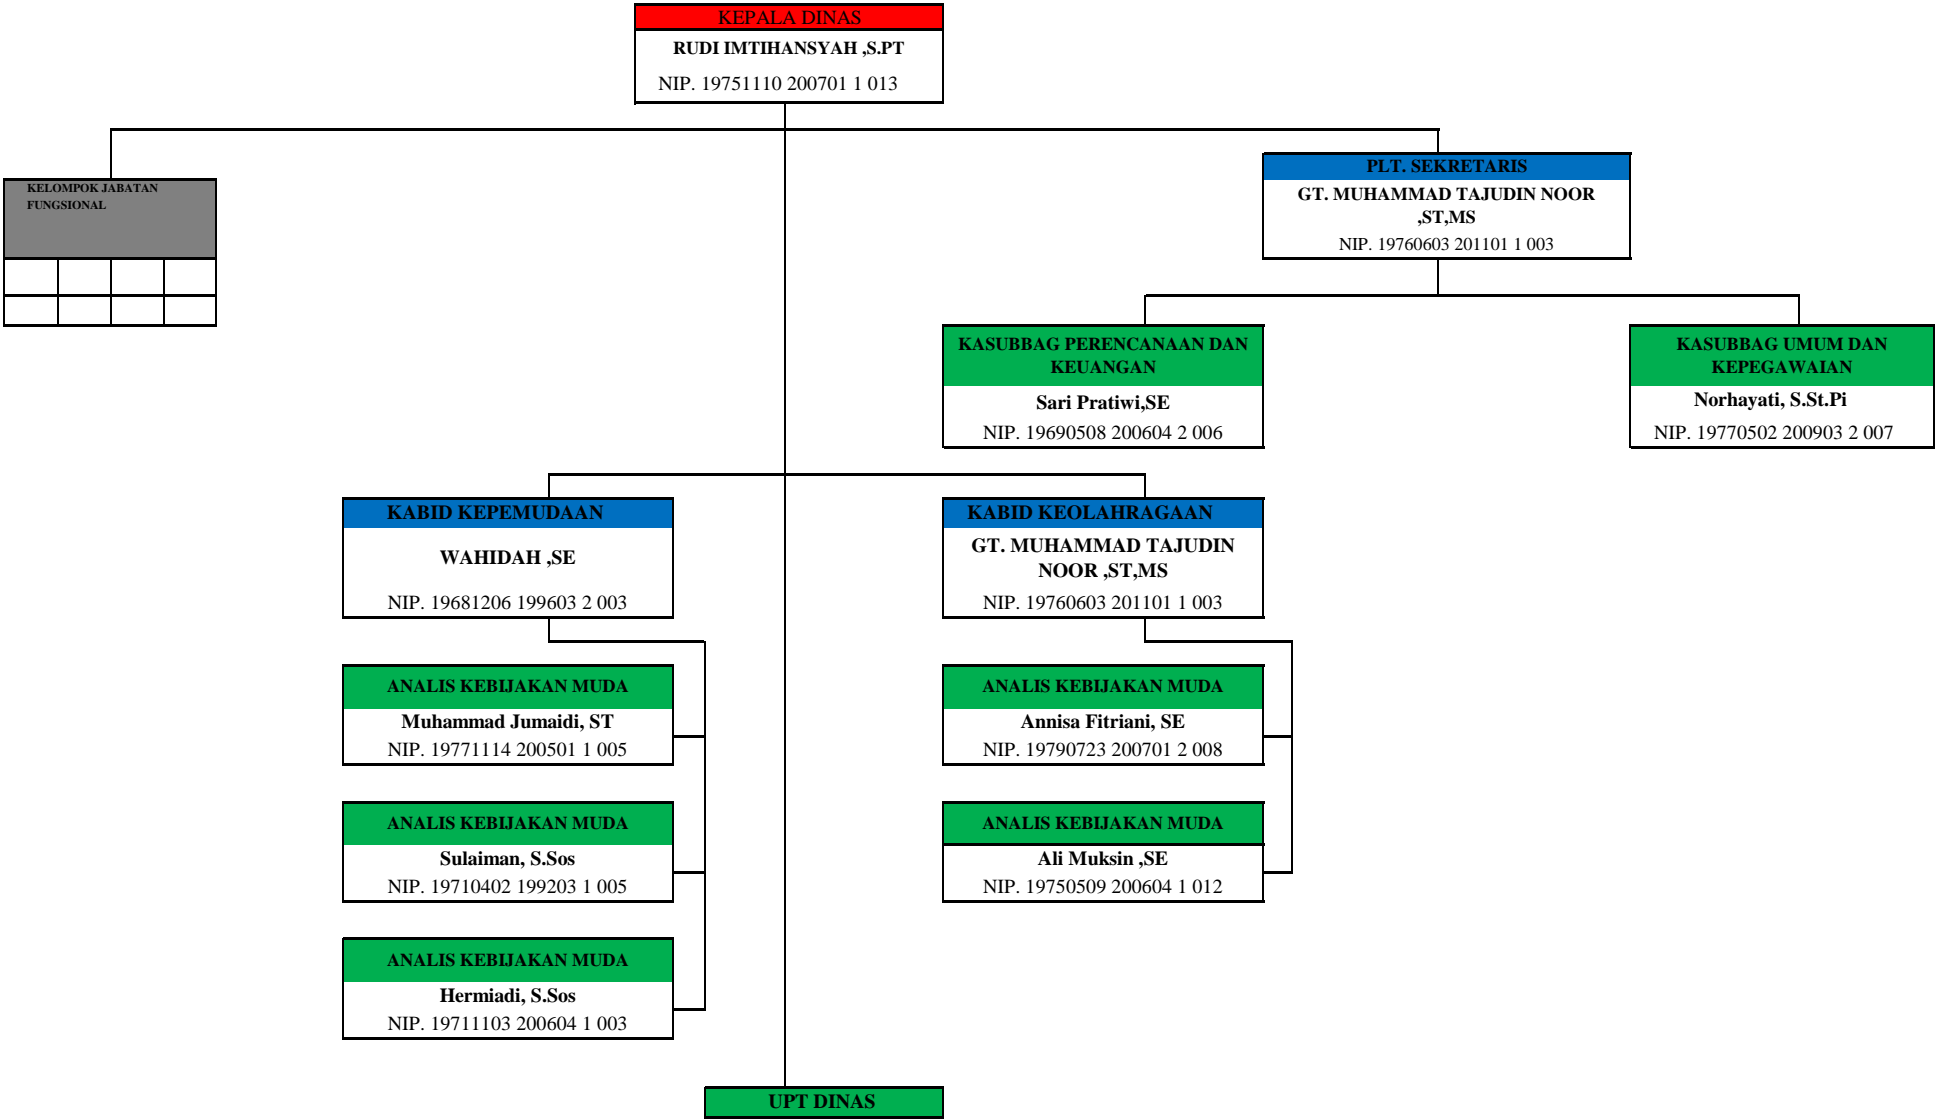 KEPALA DINAS
RUDI IMTIHANSYAH ,S.PT
NIP. 19751110 200701 1 013
KELOMPOK JABATAN
FUNGSIONAL
PLT. SEKRETARIS
GT. MUHAMMAD TAJUDIN NOOR
,ST,MS
NIP. 19760603 201101 1 003
KASUBBAG PERENCANAAN DAN
KEUANGAN
Sari Pratiwi,SE
NIP. 19690508 200604 2 006
KASUBBAG UMUM DAN
KEPEGAWAIAN
Norhayati, S.St.Pi
NIP. 19770502 200903 2 007
KABID KEPEMUDAAN
WAHIDAH ,SE
NIP. 19681206 199603 2 003
KABID KEOLAHRAGAAN
GT. MUHAMMAD TAJUDIN
NOOR ,ST,MS
NIP. 19760603 201101 1 003
ANALIS KEBIJAKAN MUDA
Muhammad Jumaidi, ST
NIP. 19771114 200501 1 005
ANALIS KEBIJAKAN MUDA
Annisa Fitriani, SE
NIP. 19790723 200701 2 008
ANALIS KEBIJAKAN MUDA
Sulaiman, S.Sos
NIP. 19710402 199203 1 005
ANALIS KEBIJAKAN MUDA
Ali Muksin ,SE
NIP. 19750509 200604 1 012
ANALIS KEBIJAKAN MUDA
Hermiadi, S.Sos
NIP. 19711103 200604 1 003
UPT DINAS